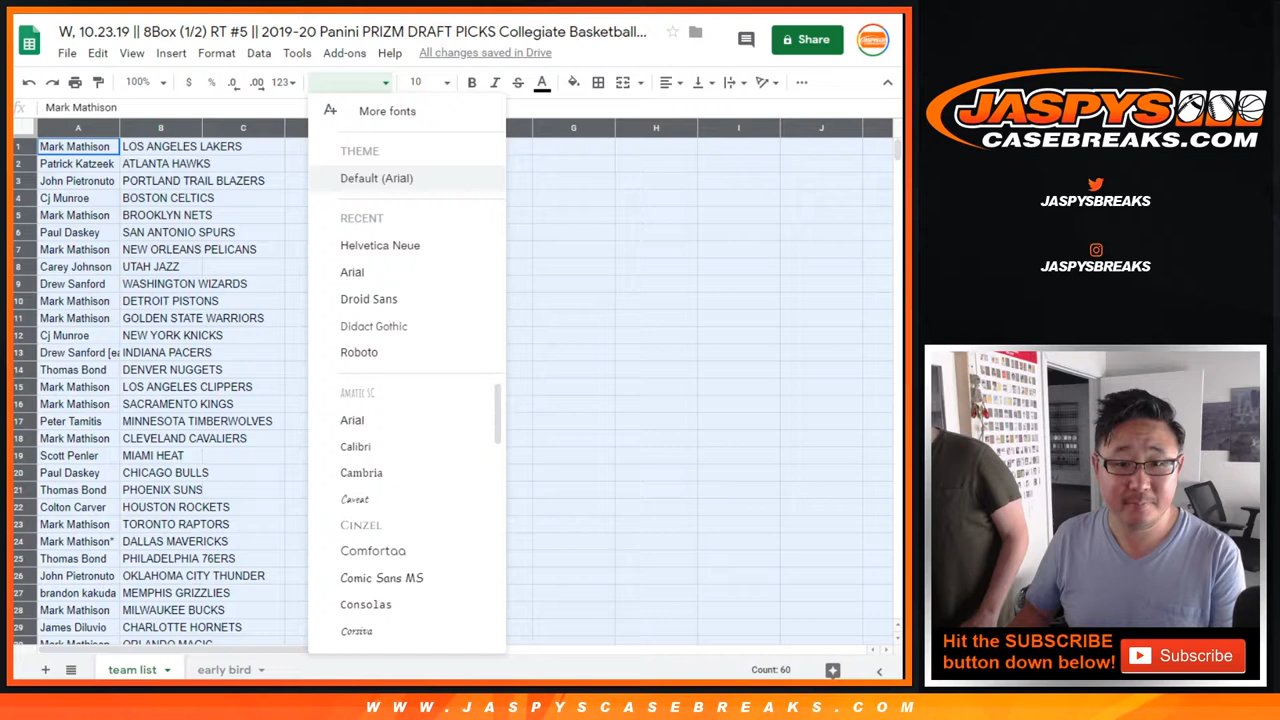 W, 10.23.19 || 8Box (1/2) RT #5 || 2019-20 Panini PRIZM DRAFT PICKS Collegiate Basketball...
File Edit View Insert Format Data Tools Add-ons Help All changes saved in Drive
Share
100% $ % .0 .00 123 10 B I S A
fx Mark Mathison
A B C G H I J
1 Mark Mathison LOS ANGELES LAKERS
2 Patrick Katzeek ATLANTA HAWKS
3 John Pietronuto PORTLAND TRAIL BLAZERS
4 Cj Munroe BOSTON CELTICS
5 Mark Mathison BROOKLYN NETS
6 Paul Daskey SAN ANTONIO SPURS
7 Mark Mathison NEW ORLEANS PELICANS
8 Carey Johnson UTAH JAZZ
9 Drew Sanford WASHINGTON WIZARDS
10 Mark Mathison DETROIT PISTONS
11 Mark Mathison GOLDEN STATE WARRIORS
12 Cj Munroe NEW YORK KNICKS
13 Drew Sanford [ea INDIANA PACERS
14 Thomas Bond DENVER NUGGETS
15 Mark Mathison LOS ANGELES CLIPPERS
16 Mark Mathison SACRAMENTO KINGS
17 Peter Tamitis MINNESOTA TIMBERWOLVES
18 Mark Mathison CLEVELAND CAVALIERS
19 Scott Penler MIAMI HEAT
20 Paul Daskey CHICAGO BULLS
21 Thomas Bond PHOENIX SUNS
22 Colton Carver HOUSTON ROCKETS
23 Mark Mathison TORONTO RAPTORS
24 Mark Mathison* DALLAS MAVERICKS
25 Thomas Bond PHILADELPHIA 76ERS
26 John Pietronuto OKLAHOMA CITY THUNDER
27 brandon kakuda MEMPHIS GRIZZLIES
28 Mark Mathison MILWAUKEE BUCKS
29 James Diluvio CHARLOTTE HORNETS
Mark Mathison ORLANDO MAGIC
More fonts
THEME
Default (Arial)
RECENT
Helvetica Neue
Arial
Droid Sans
Didact Gothic
Roboto
AMATIC SC
Arial
Calibri
Cambria
Caveat
CINZEL
Comfortaa
Comic Sans MS
Consolas
Corsiva
team list early bird Count: 60
JASPYS
CASEBREAKS.COM
JASPYSBREAKS
JASPYSBREAKS
Hit the SUBSCRIBE
button down below!
Subscribe
WWW.JASPYSCASEBREAKS.COM